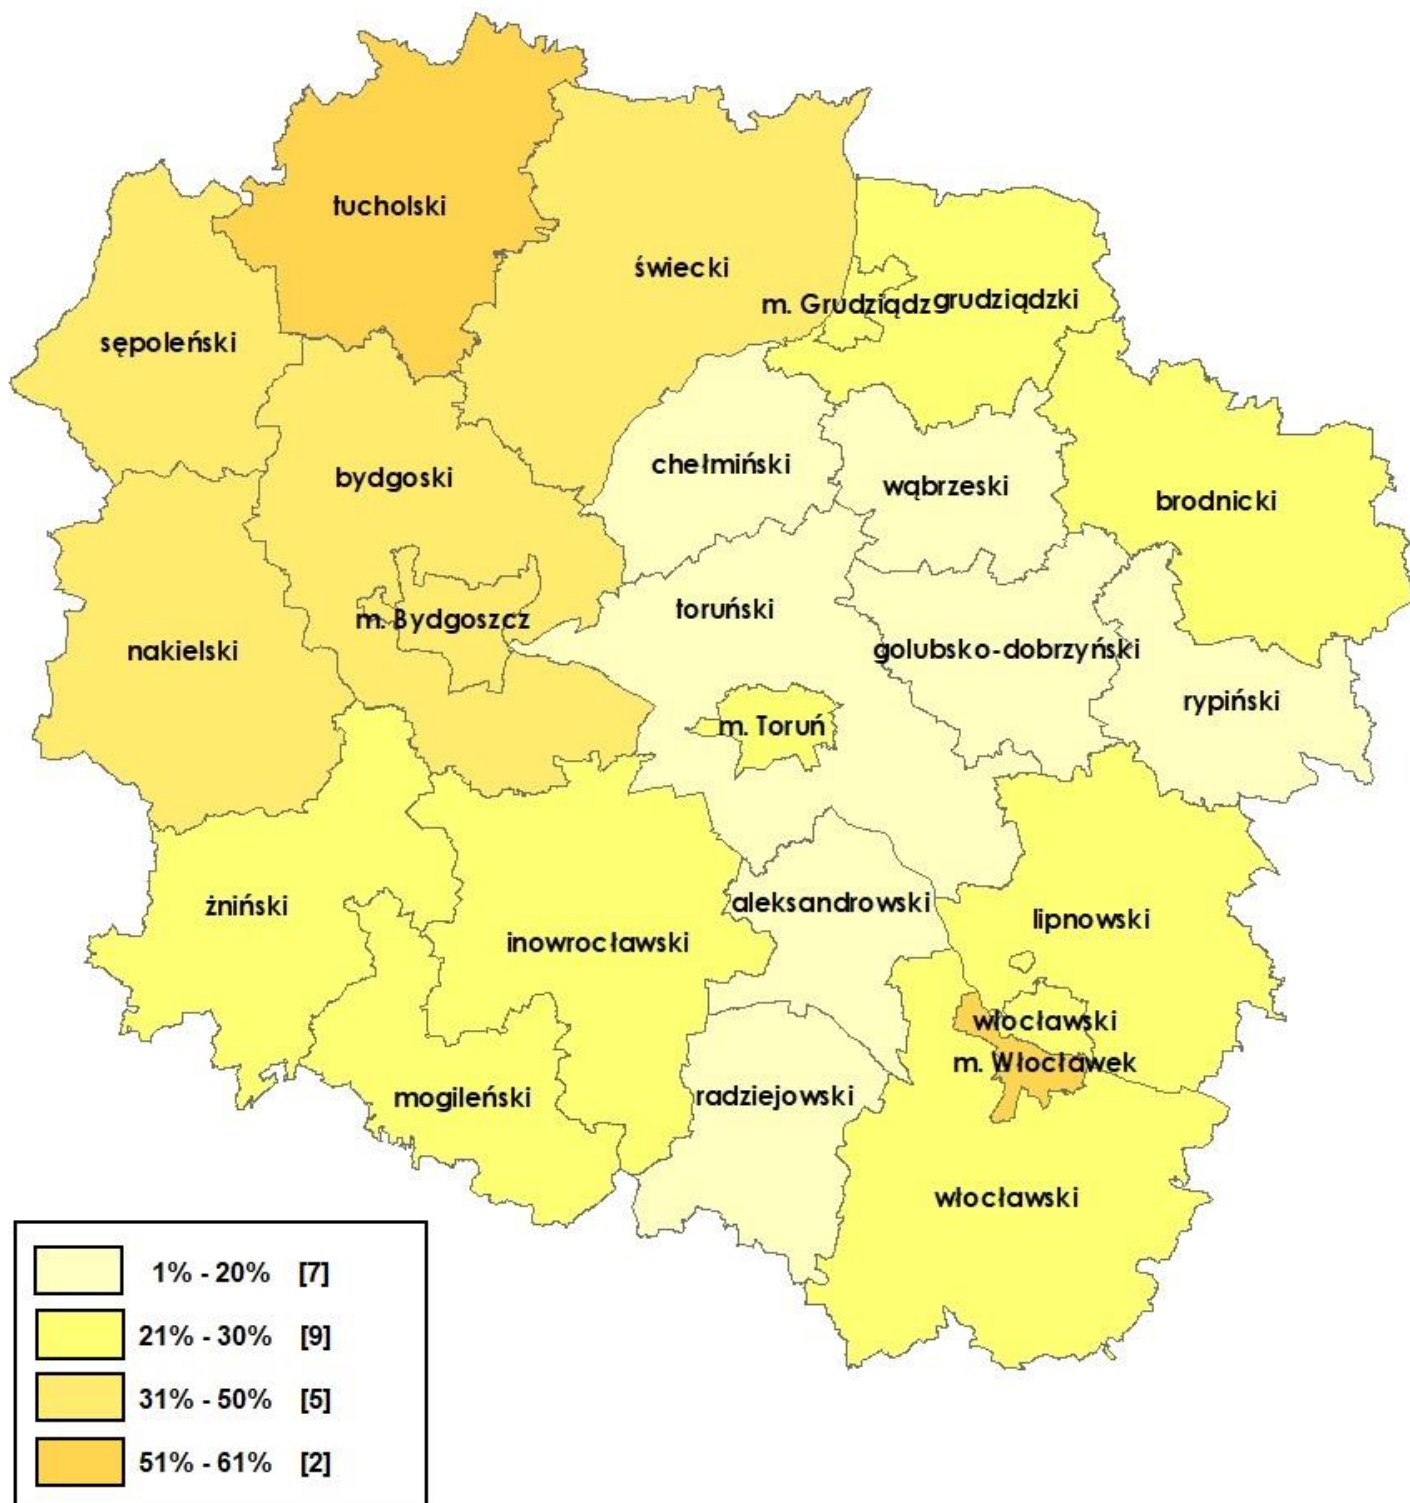 tucholski
świecki
m. Grudziądz
grudziądzki
sępoleński
chełmiński
bydgoski
wąbrzeski
brodnicki
toruński
m. Bydgoszcz
nakielski
golubsko-dobrzyński
rypiński
m. Toruń
żniński
aleksandrowski
lipnowski
inowrocławski
włocławski
m. Włocławek
mogileński
radziejowski
włocławski
1% - 20% [7]
21% - 30% [9]
31% - 50% [5]
51% - 61% [2]